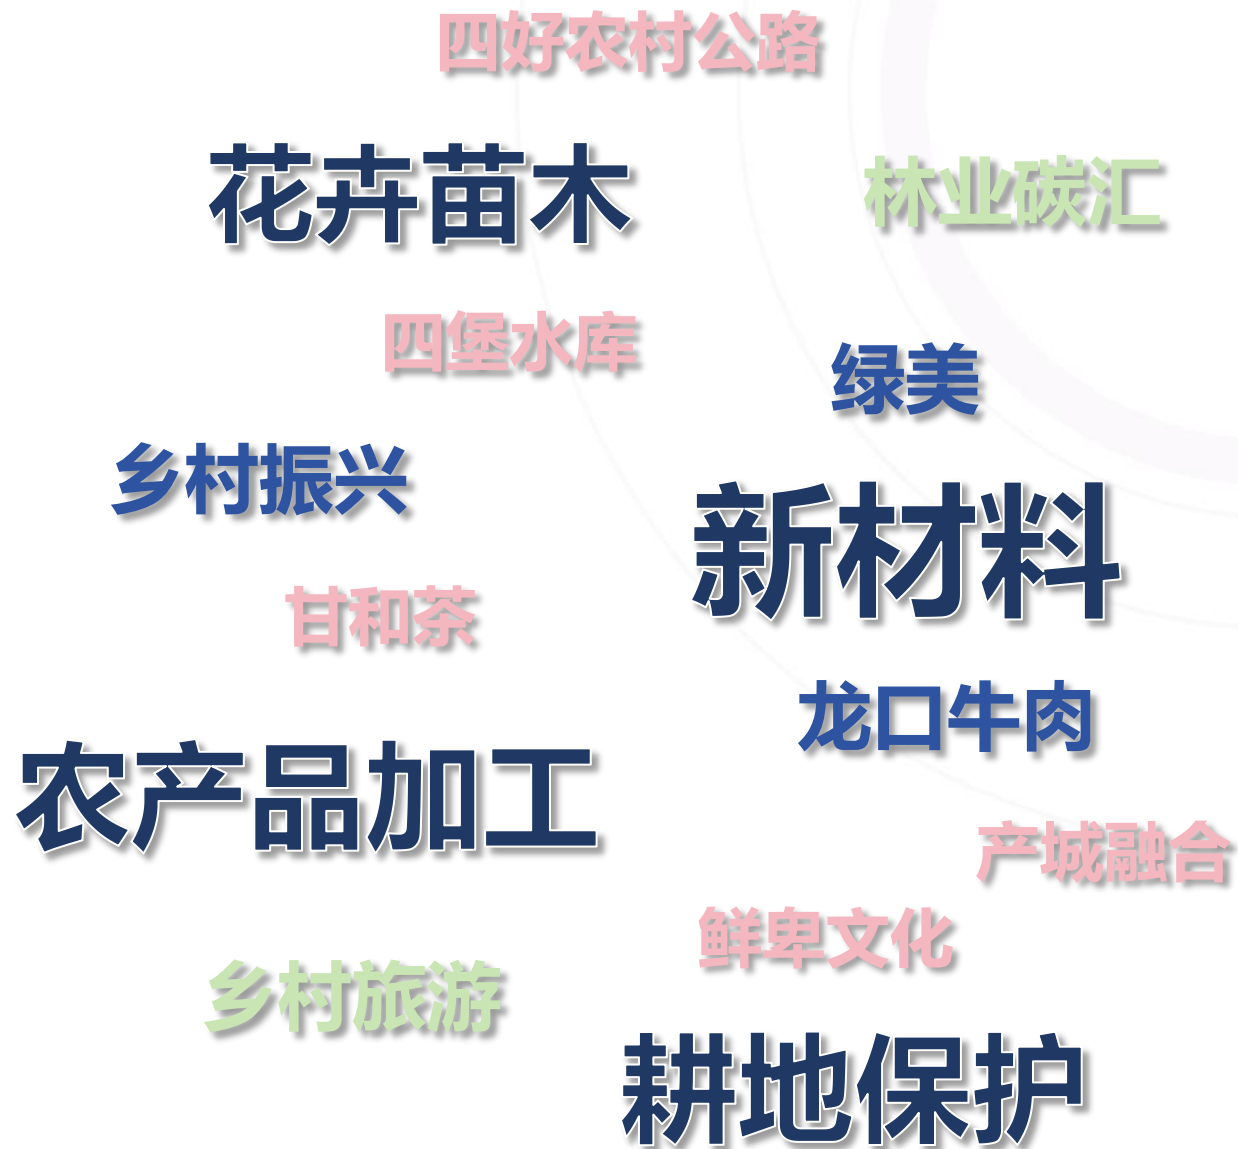 四好农村公路
花卉苗木
林业碳汇
四堡水库
绿美
乡村振兴
新材料
甘和茶
龙口牛肉
农产品加工
产城融合
鲜卑文化
乡村旅游
耕地保护